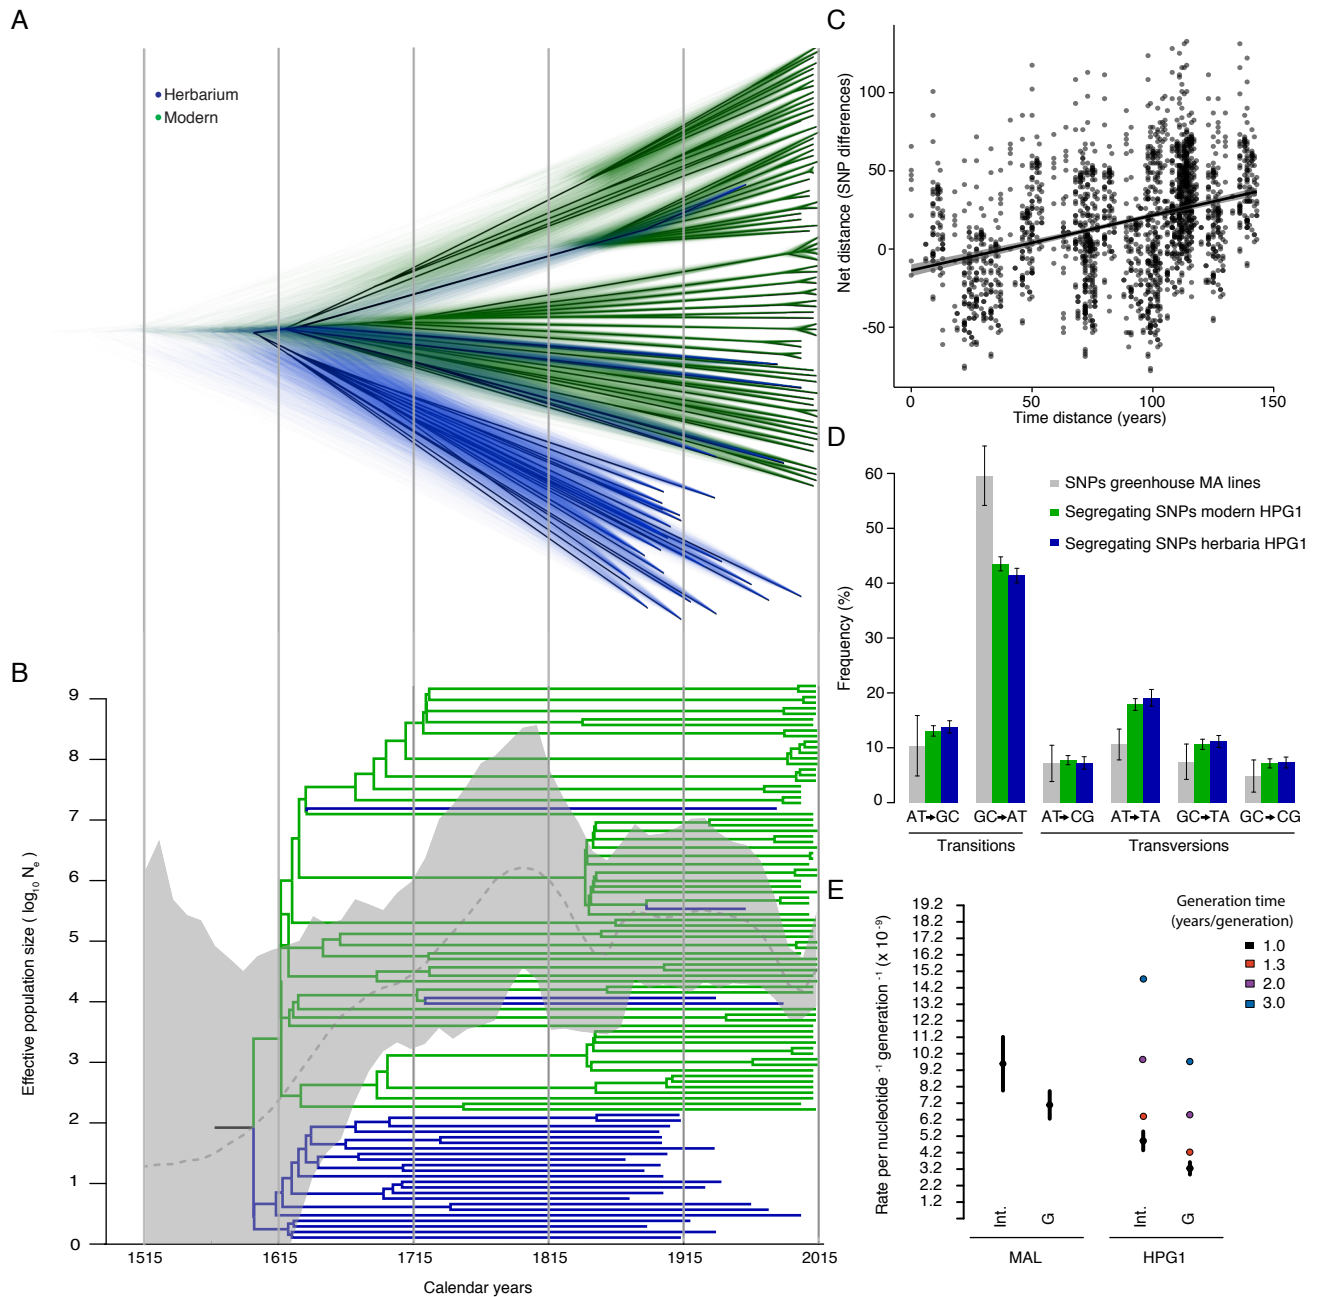 A
Herbarium
Modern
B
Effective population size ( log10 Ne )
9
8
7
6
5
4
3
2
1
0
1515
1615
1715
1815
1915
2015
Calendar years
C
Net distance (SNP differences)
100
50
0
-50
0
50
100
150
Time distance (years)
D
Frequency (%)
60
50
40
30
20
10
0
SNPs greenhouse MA lines
Segregating SNPs modern HPG1
Segregating SNPs herbaria HPG1
AT→GC
GC→AT
AT→CG
AT→TA
GC→TA
GC→CG
Transitions
Transversions
E
Rate per nucleotide -1 generation -1 (x 10-9)
19.2
18.2
17.2
16.2
15.2
14.2
13.2
12.2
11.2
10.2
9.2
8.2
7.2
6.2
5.2
4.2
3.2
2.2
1.2
Generation time
(years/generation)
1.0
1.3
2.0
3.0
Int.
G
Int.
G
MAL
HPG1